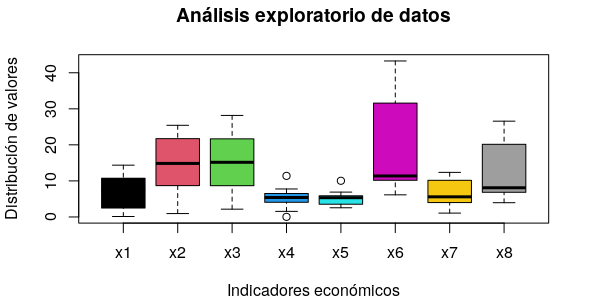 Análisis exploratorio de datos
Distribución de valores
40
30
20
10
0
x1 x2 x3 x4 x5 x6 x7 x8
Indicadores económicos